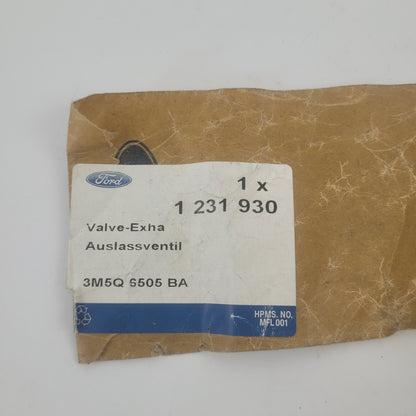 Ford
1 x
1 231 930
Valve-Exha
Auslassventil
3M5Q 6505 BA
HPMS. NO.
MFL 001